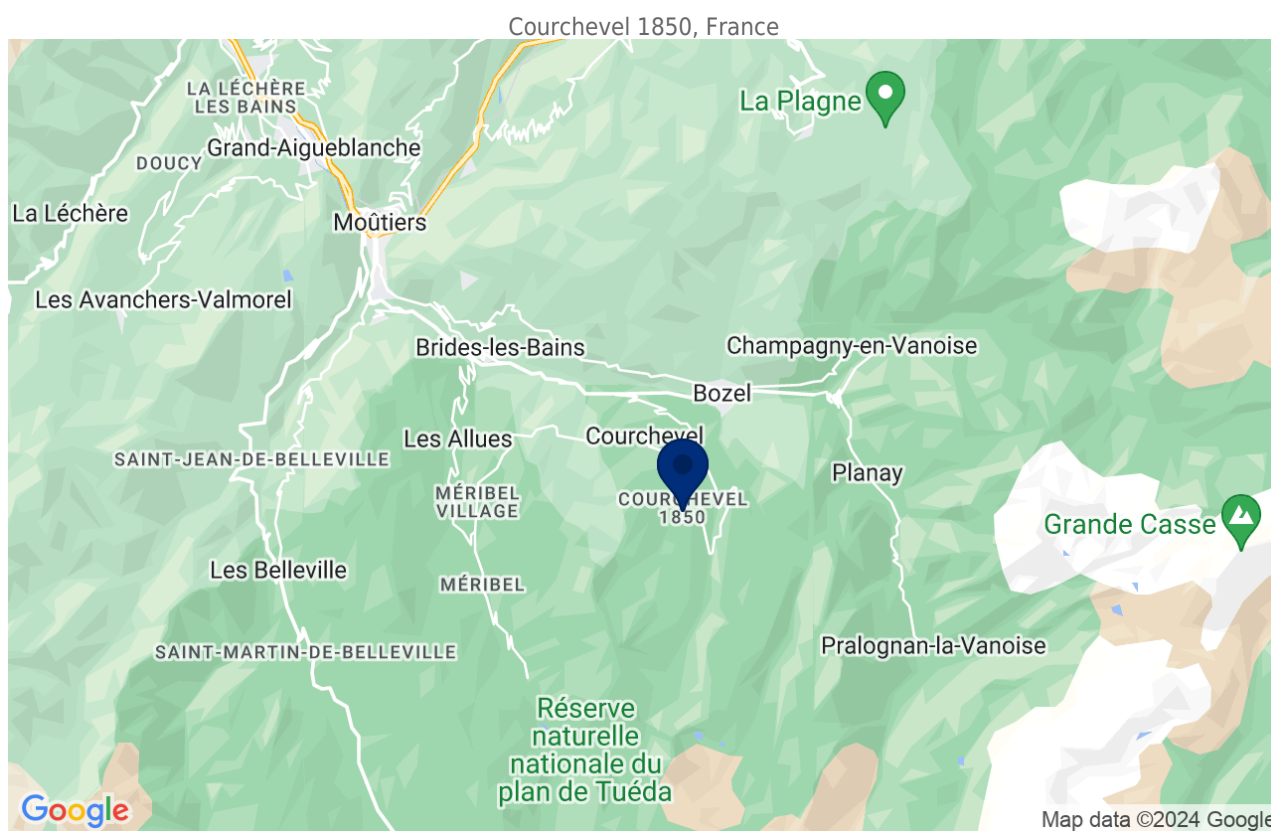 Courchevel 1850, France
LA LÉCHÈRE
LES BAINS
La Plagne
DOUCY
Grand-Aigueblanche
La Léchère
Moûtiers
Les Avanchers-Valmorel
Brides-les-Bains
Champagny-en-Vanoise
Bozel
Les Allues
Courchevel
SAINT-JEAN-DE-BELLEVILLE
Planay
MÉRIBEL
VILLAGE
COURCHEVEL
1850
Grande Casse
Les Belleville
MÉRIBEL
SAINT-MARTIN-DE-BELLEVILLE
Pralognan-la-Vanoise
Réserve
naturelle
nationale du
plan de Tuéda
Google
Map data ©2024 Google